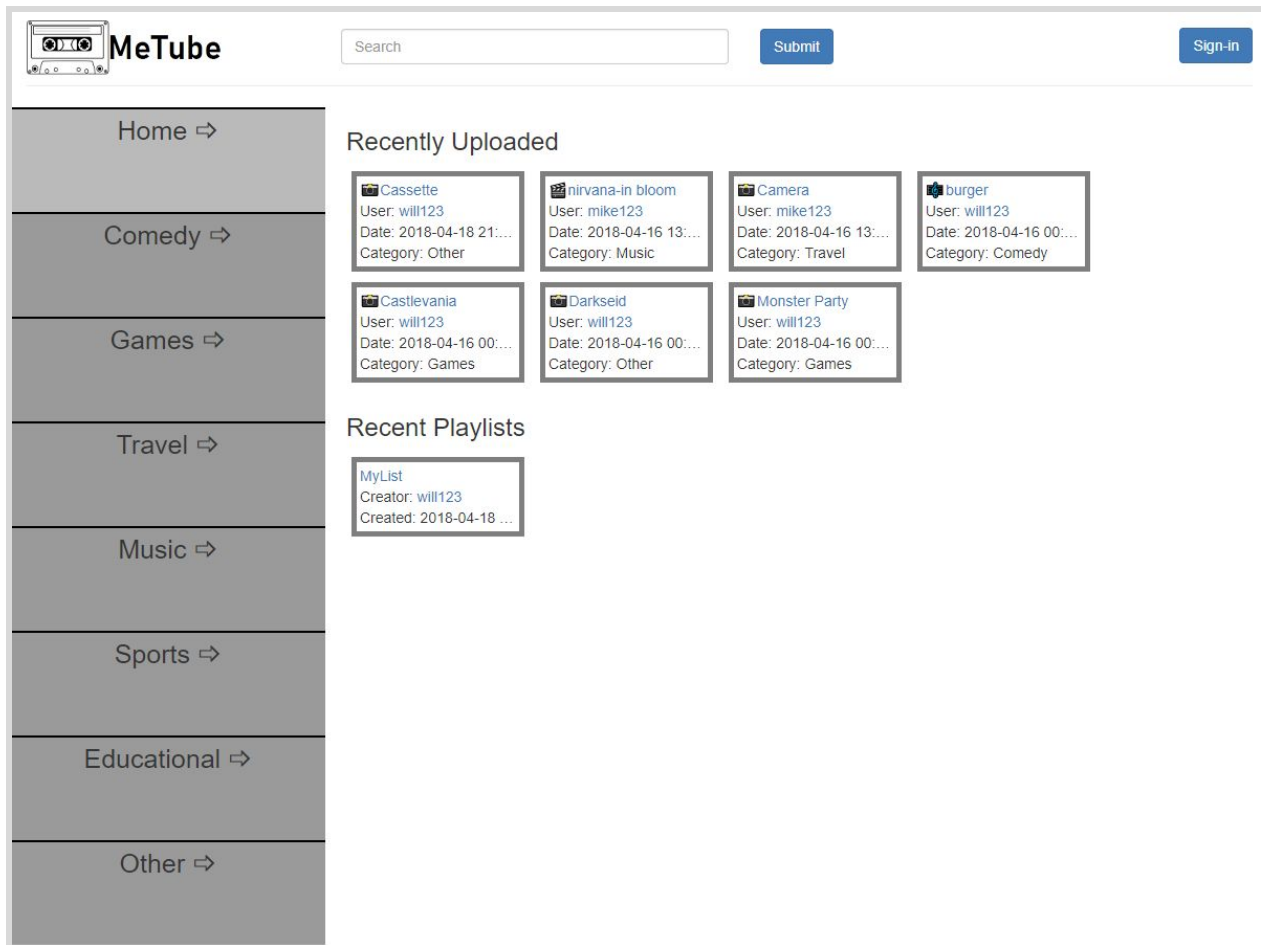 MeTube
Search
Submit
Sign-in
Home ⇨
Comedy ⇨
Games ⇨
Travel ⇨
Music ⇨
Sports ⇨
Educational ⇨
Other ⇨
Recently Uploaded
Cassette
User: will123
Date: 2018-04-18 21:...
Category: Other
nirvana-in bloom
User: mike123
Date: 2018-04-16 13:...
Category: Music
Camera
User: mike123
Date: 2018-04-16 13:...
Category: Travel
burger
User: will123
Date: 2018-04-16 00:...
Category: Comedy
Castlevania
User: will123
Date: 2018-04-16 00:...
Category: Games
Darkseid
User: will123
Date: 2018-04-16 00:...
Category: Other
Monster Party
User: will123
Date: 2018-04-16 00:...
Category: Games
Recent Playlists
MyList
Creator: will123
Created: 2018-04-18 ...